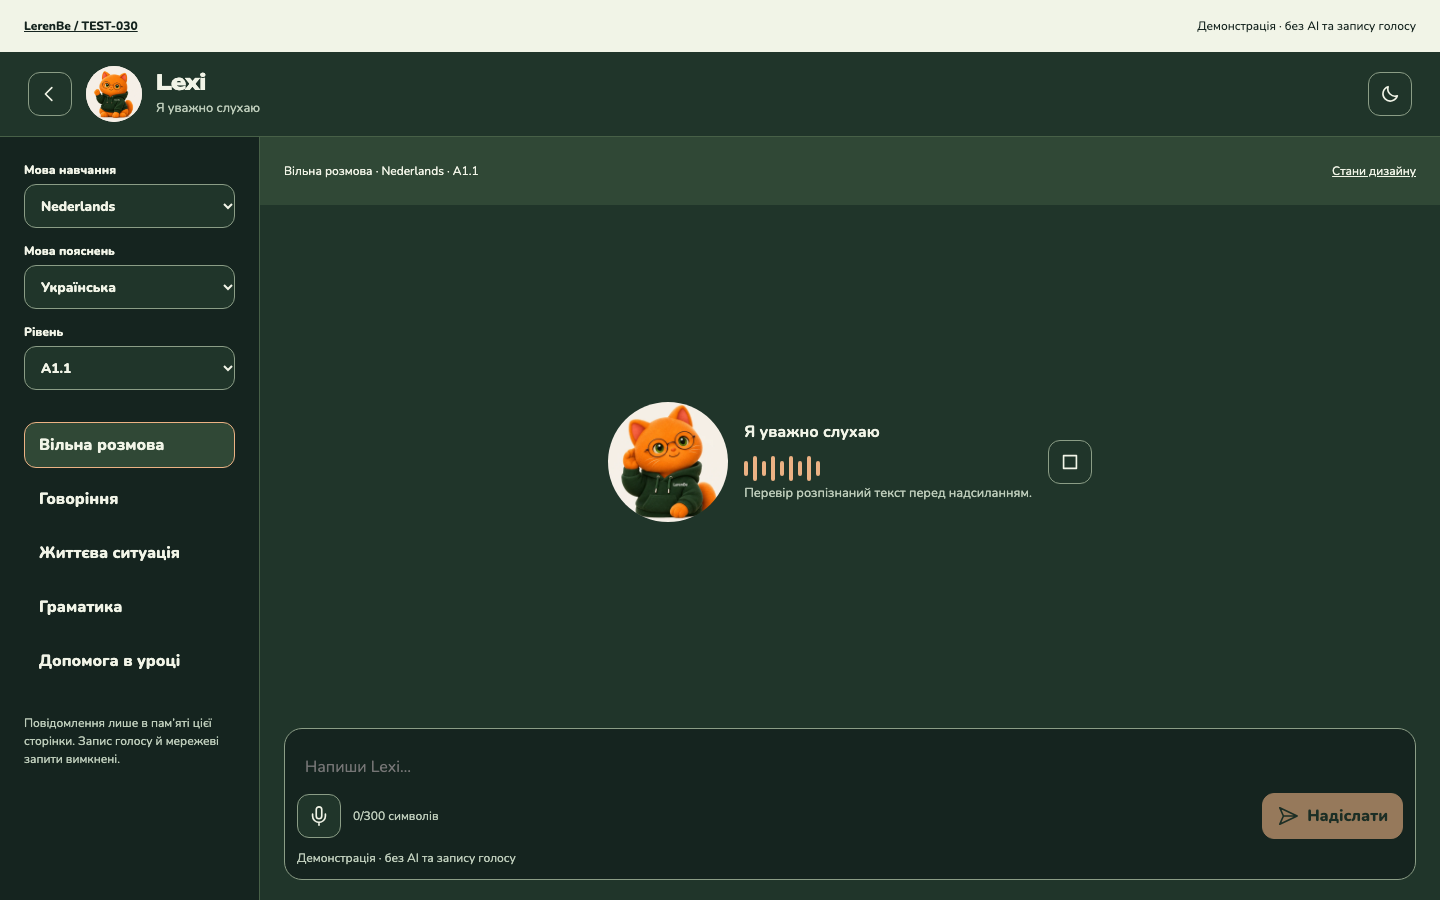 LerenBe / TEST-030
Демонстрація · без AI та запису голосу
Lexi
Я уважно слухаю
Мова навчання
Nederlands
Мова пояснень
Українська
Рівень
A1.1
Вільна розмова
Говоріння
Життєва ситуація
Граматика
Допомога в уроці
Повідомлення лише в пам'яті цієї
сторінки. Запис голосу й мережеві
запити вимкнені.
Вільна розмова · Nederlands · A1.1
Стани дизайну
Я уважно слухаю
Перевір розпізнаний текст перед надсиланням.
Напиши Lexi...
0/300 символів
Надіслати
Демонстрація · без AI та запису голосу